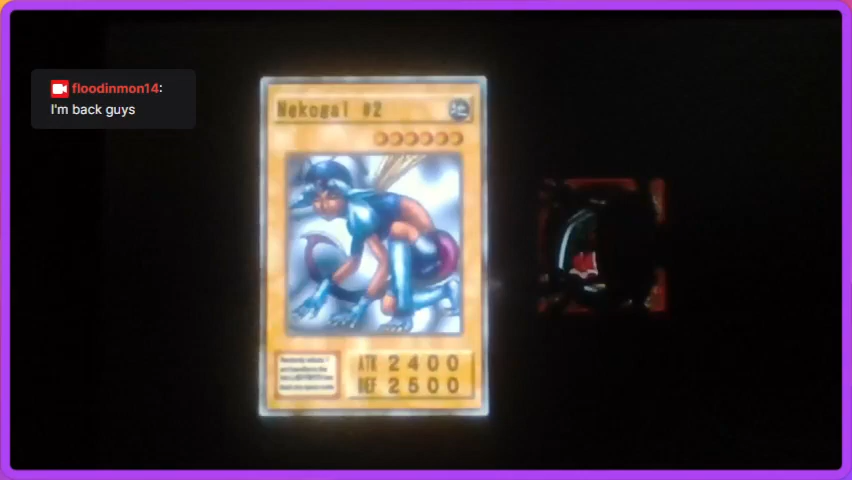 floodinmon14:
I'm back guys
Nekogal #2
ATK 2400
DEF 2500